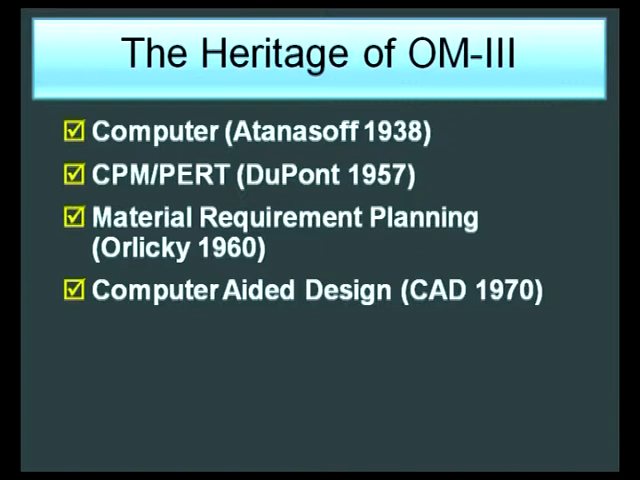 The Heritage of OM-III
Computer (Atanasoff 1938)
CPM/PERT (DuPont 1957)
Material Requirement Planning
(Orlicky 1960)
Computer Aided Design (CAD 1970)